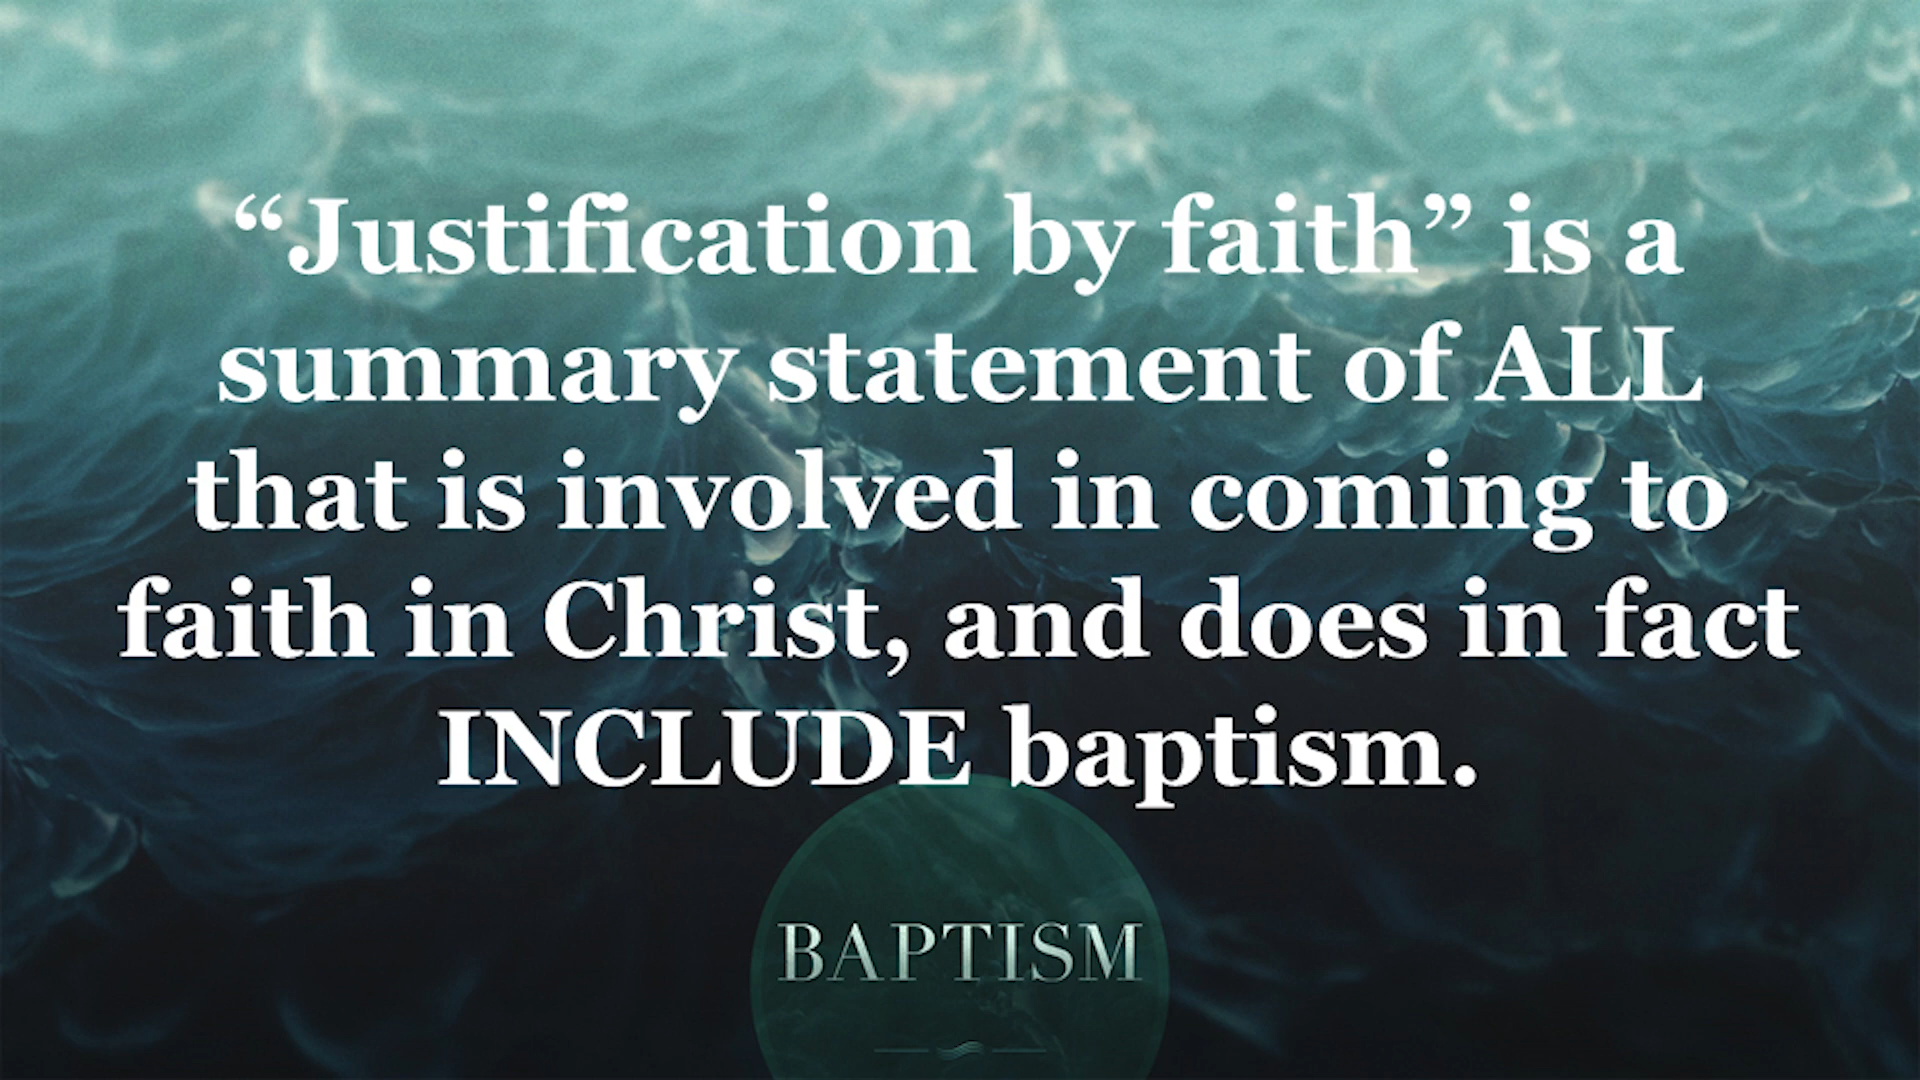 “Justification by faith” is a
summary statement of ALL
that is involved in coming to
faith in Christ, and does in fact
INCLUDE baptism.
BAPTISM